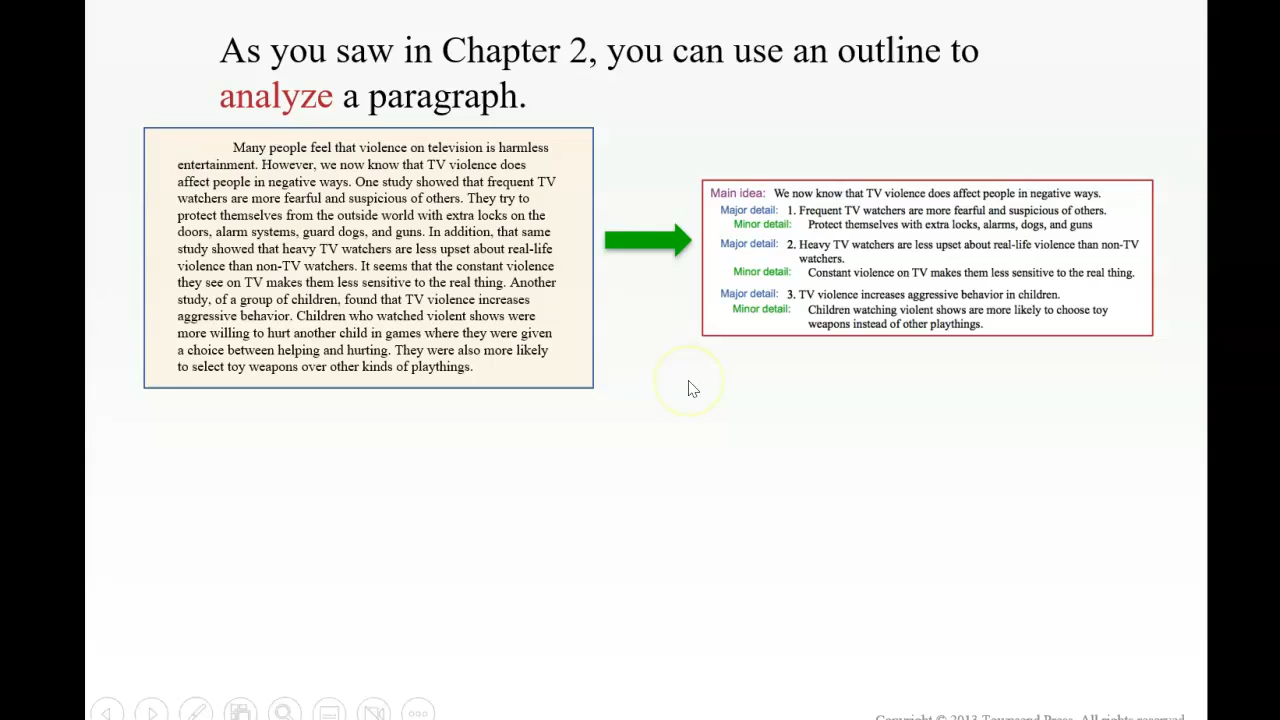 As you saw in Chapter 2, you can use an outline to
analyze a paragraph.
Many people feel that violence on television is harmless
entertainment. However, we now know that TV violence does
affect people in negative ways. One study showed that frequent TV
watchers are more fearful and suspicious of others. They try to
protect themselves from the outside world with extra locks on the
doors, alarm systems, guard dogs, and guns. In addition, that same
study showed that heavy TV watchers are less upset about real-life
violence than non-TV watchers. It seems that the constant violence
they see on TV makes them less sensitive to the real thing. Another
study, of a group of children, found that TV violence increases
aggressive behavior. Children who watched violent shows were
more willing to hurt another child in games where they were given
a choice between helping and hurting. They were also more likely
to select toy weapons over other kinds of playthings.
Main idea: We now know that TV violence does affect people in negative ways.
Major detail: 1. Frequent TV watchers are more fearful and suspicious of others.
Minor detail: Protect themselves with extra locks, alarms, dogs, and guns
Major detail: 2. Heavy TV watchers are less upset about real-life violence than non-TV
watchers.
Minor detail: Constant violence on TV makes them less sensitive to the real thing.
Major detail: 3. TV violence increases aggressive behavior in children.
Minor detail: Children watching violent shows are more likely to choose toy
weapons instead of other playthings.
Copyright © 2013 Townsend Press. All rights reserved.